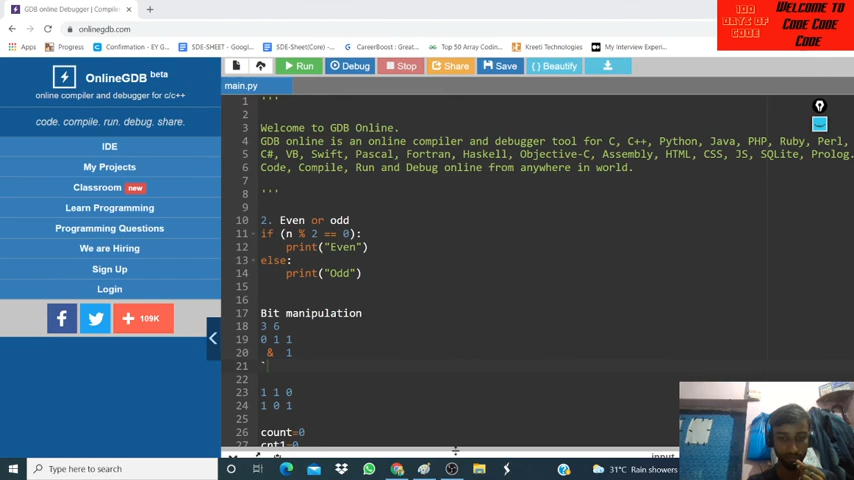 GDB online Debugger | Compile
100 DAYS OF CODE
WELCOME TO CODE CODE CODE
onlinegdb.com
Apps
Progress
Confirmation - EY G...
SDE-SHEET - Googl...
SDE-Sheet(Core) -...
CareerBoost : Great...
Top 50 Array Codin...
Kreeti Technologies
My Interview Experi...
OnlineGDB beta
online compiler and debugger for c/c++
code. compile. run. debug. share.
IDE
My Projects
Classroom new
Learn Programming
Programming Questions
We are Hiring
Sign Up
Login
109K
Run
Debug
Stop
Share
Save
{ } Beautify
main.py
1 '''
2
3 Welcome to GDB Online.
4 GDB online is an online compiler and debugger tool for C, C++, Python, Java, PHP, Ruby, Perl,
5 C#, VB, Swift, Pascal, Fortran, Haskell, Objective-C, Assembly, HTML, CSS, JS, SQLite, Prolog.
6 Code, Compile, Run and Debug online from anywhere in world.
7
8 '''
9
10 2. Even or odd
11 if (n % 2 == 0):
12 print("Even")
13 else:
14 print("Odd")
15
16
17 Bit manipulation
18 3 6
19 0 1 1
20 & 1
21 `
22
23 1 1 0
24 1 0 1
25
26 count=0
27 cnt1=0
input
Type here to search
31°C Rain showers